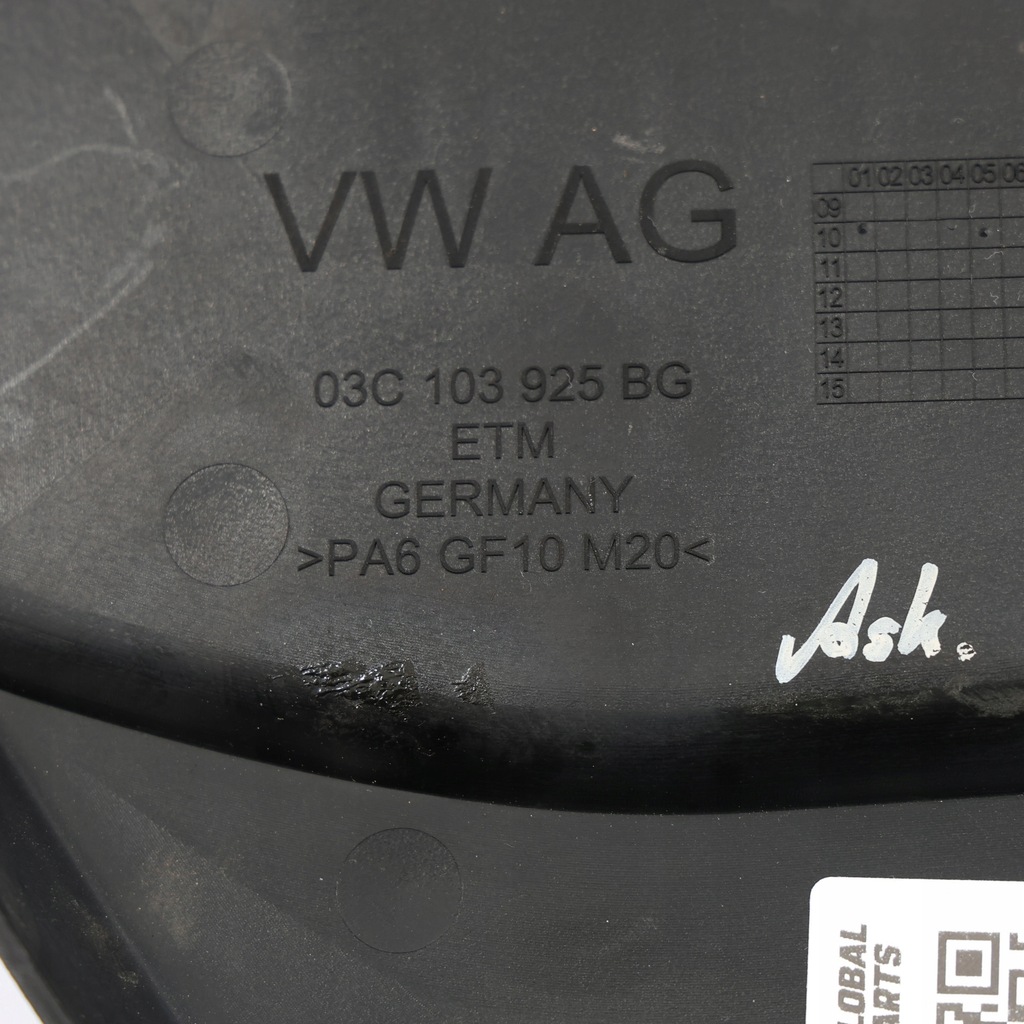 VW AG
01 02 03 04 05 06
09
10
11
12
13
14
15
03C 103 925 BG
ETM
GERMANY
>PA6 GF10 M20<
Ask.